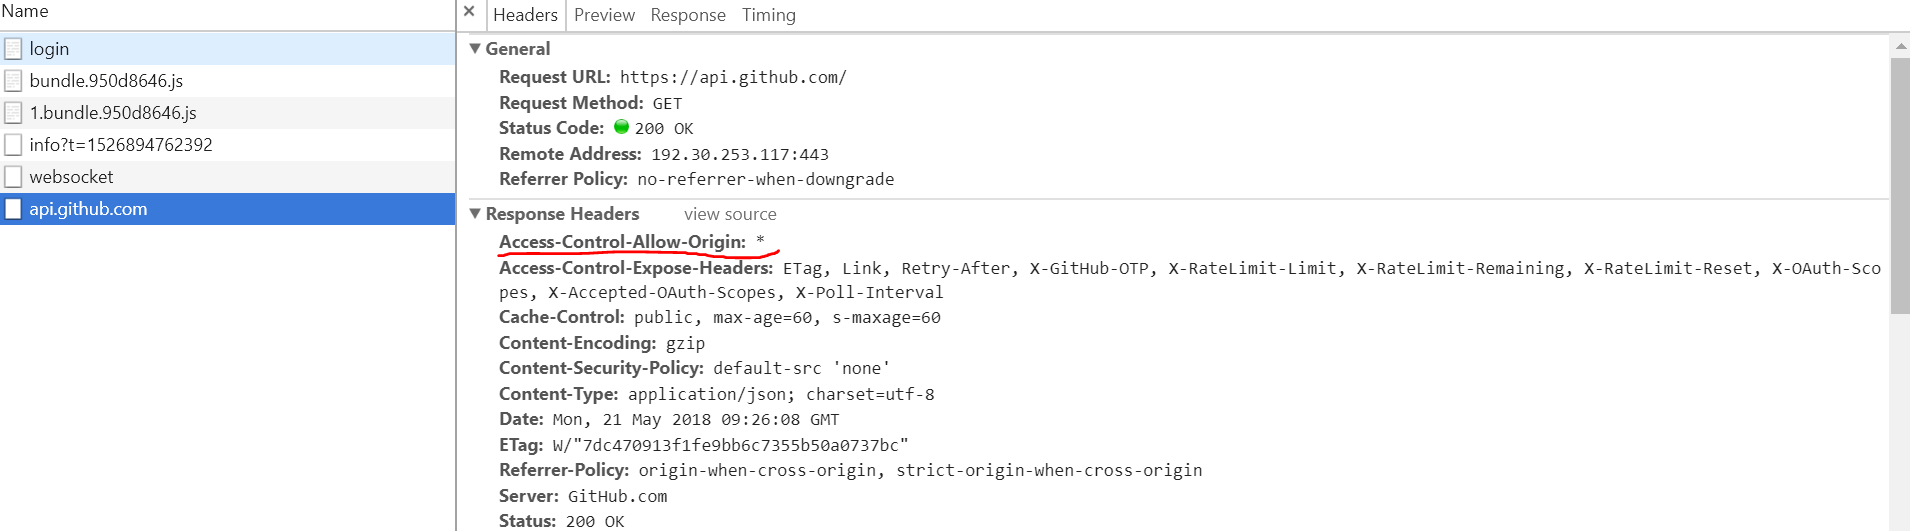 Name
login
bundle.950d8646.js
1.bundle.950d8646.js
info?t=1526894762392
websocket
api.github.com
× Headers Preview Response Timing
▼ General
Request URL: https://api.github.com/
Request Method: GET
Status Code: 200 OK
Remote Address: 192.30.253.117:443
Referrer Policy: no-referrer-when-downgrade
▼ Response Headers view source
Access-Control-Allow-Origin: *
Access-Control-Expose-Headers: ETag, Link, Retry-After, X-GitHub-OTP, X-RateLimit-Limit, X-RateLimit-Remaining, X-RateLimit-Reset, X-OAuth-Sco
pes, X-Accepted-OAuth-Scopes, X-Poll-Interval
Cache-Control: public, max-age=60, s-maxage=60
Content-Encoding: gzip
Content-Security-Policy: default-src 'none'
Content-Type: application/json; charset=utf-8
Date: Mon, 21 May 2018 09:26:08 GMT
ETag: W/"7dc470913f1fe9bb6c7355b50a0737bc"
Referrer-Policy: origin-when-cross-origin, strict-origin-when-cross-origin
Server: GitHub.com
Status: 200 OK